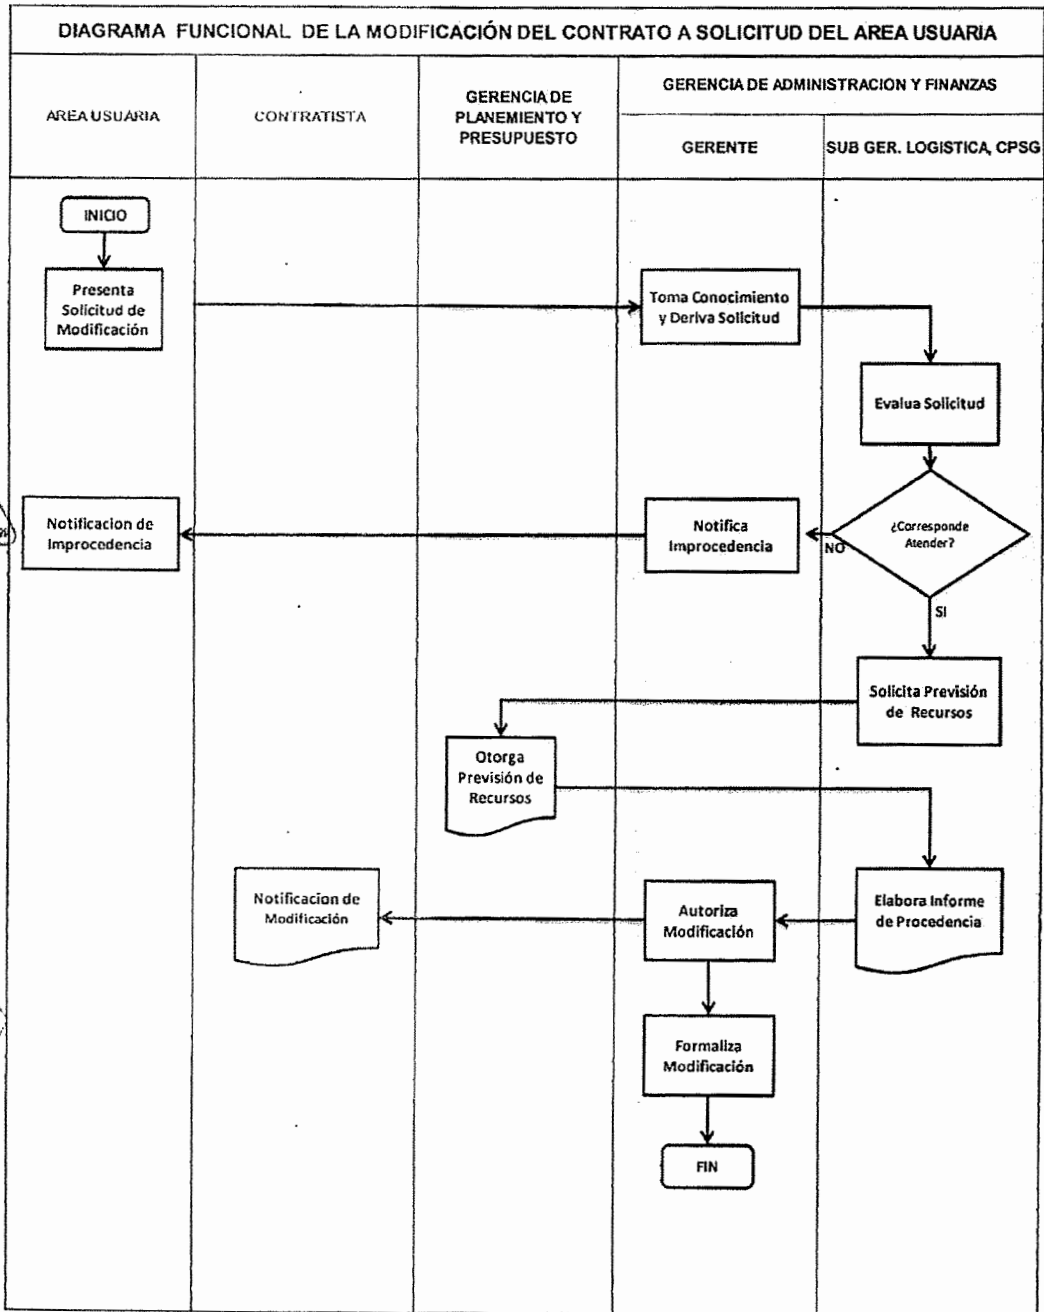 DIAGRAMA FUNCIONAL DE LA MODIFICACIÓN DEL CONTRATO A SOLICITUD DEL AREA USUARIA
AREA USUARIA
CONTRATISTA
GERENCIA DE
PLANEMIENTO Y
PRESUPUESTO
GERENCIA DE ADMINISTRACION Y FINANZAS
GERENTE
SUB GER. LOGISTICA, CPSG
INICIO
Presenta
Solicitud de
Modificación
Toma Conocimiento
y Deriva Solicitud
Evalua Solicitud
¿Corresponde
Atender?
NO
SI
Notifica
Improcedencia
Notificacion de
Improcedencia
Solicita Previsión
de Recursos
Otorga
Previsión de
Recursos
Elabora Informe
de Procedencia
Autoriza
Modificación
Notificacion de
Modificación
Formaliza
Modificación
FIN